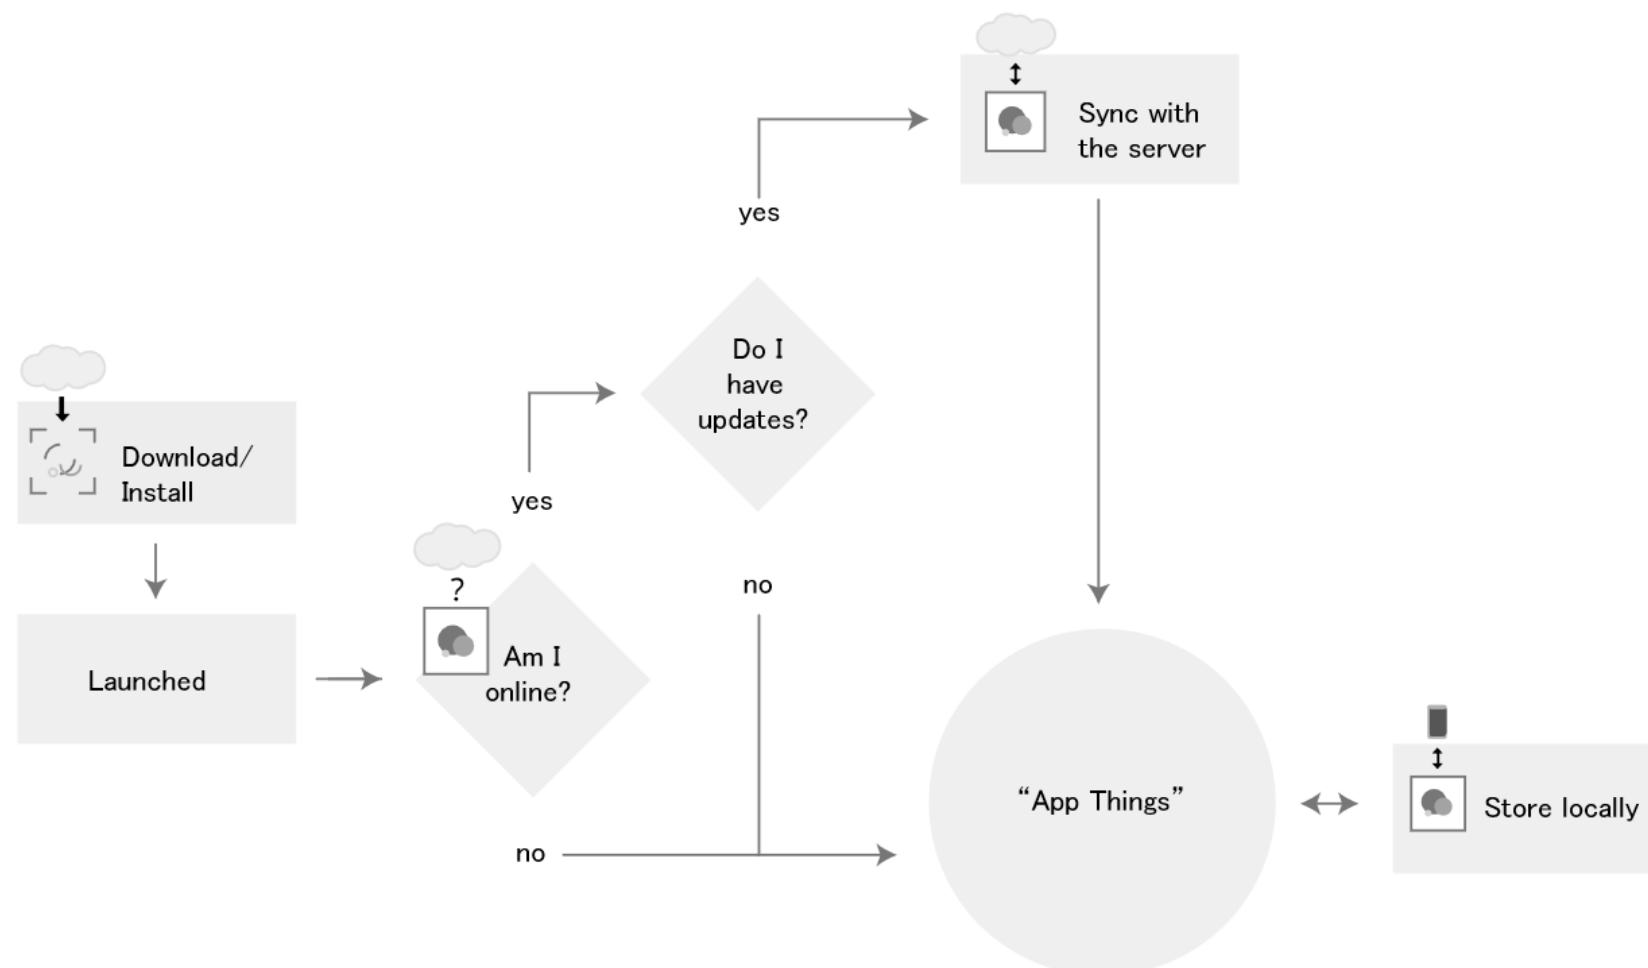 Sync with
the server
yes
Do I
have
updates?
Download/
Install
yes
?
no
Am I
online?
Launched
"App Things"
Store locally
no